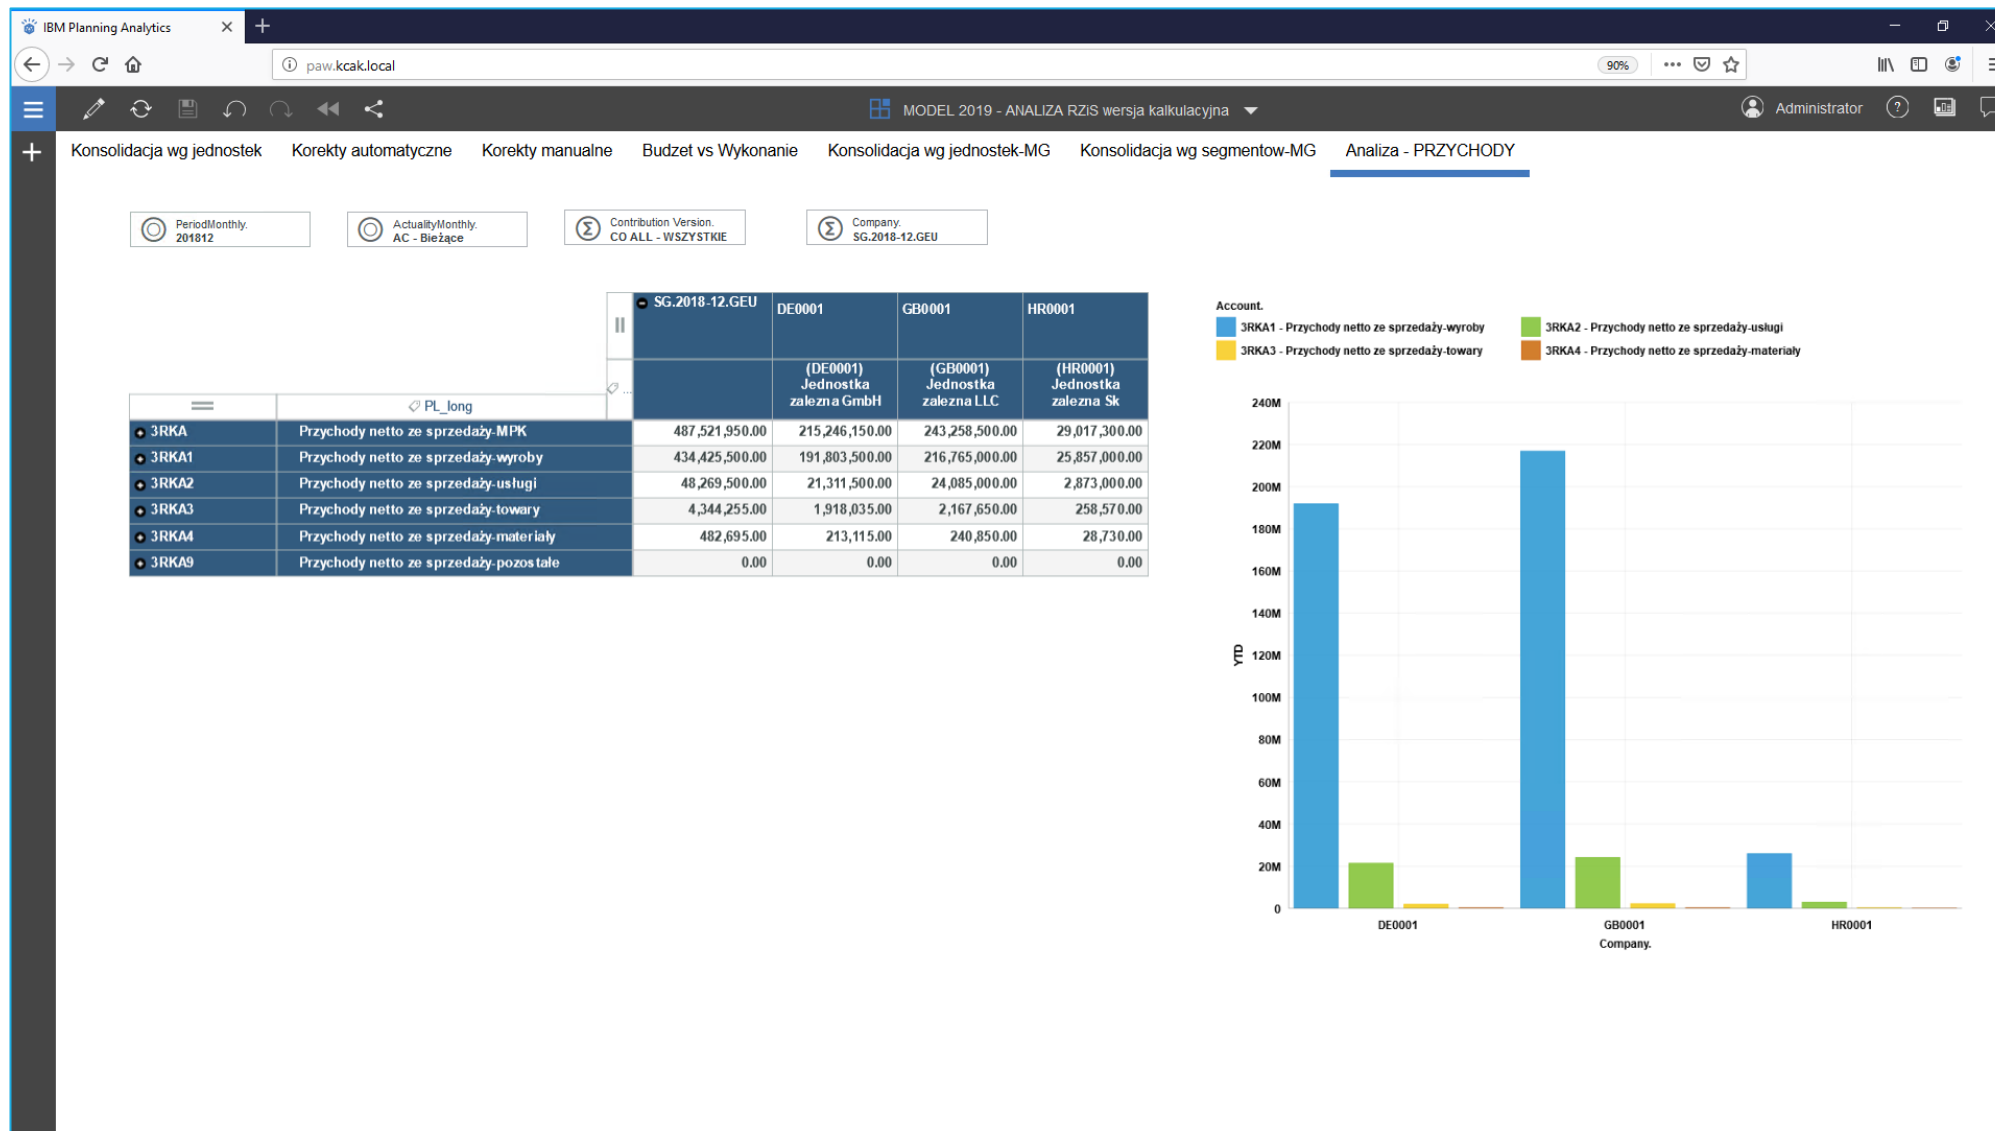 IBM Planning Analytics
paw.kcak.local
90%
MODEL 2019 - ANALIZA RZiS wersja kalkulacyjna
Administrator
Konsolidacja wg jednostek Korekty automatyczne Korekty manualne Budzet vs Wykonanie Konsolidacja wg jednostek-MG Konsolidacja wg segmentow-MG Analiza - PRZYCHODY
PeriodMonthly.
201812
ActualityMonthly.
AC - Bieżące
Contribution Version.
CO ALL - WSZYSTKIE
Company.
SG.2018-12.GEU
SG.2018-12.GEU DE0001 GB0001 HR0001
(DE0001) Jednostka zalezna GmbH
(GB0001) Jednostka zalezna LLC
(HR0001) Jednostka zalezna Sk
...
PL_long
3RKA Przychody netto ze sprzedaży-MPK 487,521,950.00 215,246,150.00 243,258,500.00 29,017,300.00
3RKA1 Przychody netto ze sprzedaży-wyroby 434,425,500.00 191,803,500.00 216,765,000.00 25,857,000.00
3RKA2 Przychody netto ze sprzedaży-usługi 48,269,500.00 21,311,500.00 24,085,000.00 2,873,000.00
3RKA3 Przychody netto ze sprzedaży-towary 4,344,255.00 1,918,035.00 2,167,650.00 258,570.00
3RKA4 Przychody netto ze sprzedaży-materiały 482,695.00 213,115.00 240,850.00 28,730.00
3RKA9 Przychody netto ze sprzedaży-pozostałe 0.00 0.00 0.00 0.00
Account.
3RKA1 - Przychody netto ze sprzedaż-wyroby 3RKA2 - Przychody netto ze sprzedaż-usługi
3RKA3 - Przychody netto ze sprzedaż-towary 3RKA4 - Przychody netto ze sprzedaż-materiały
240M
220M
200M
180M
160M
140M
120M
100M
80M
60M
40M
20M
0
YTD
DE0001 GB0001 HR0001
Company.